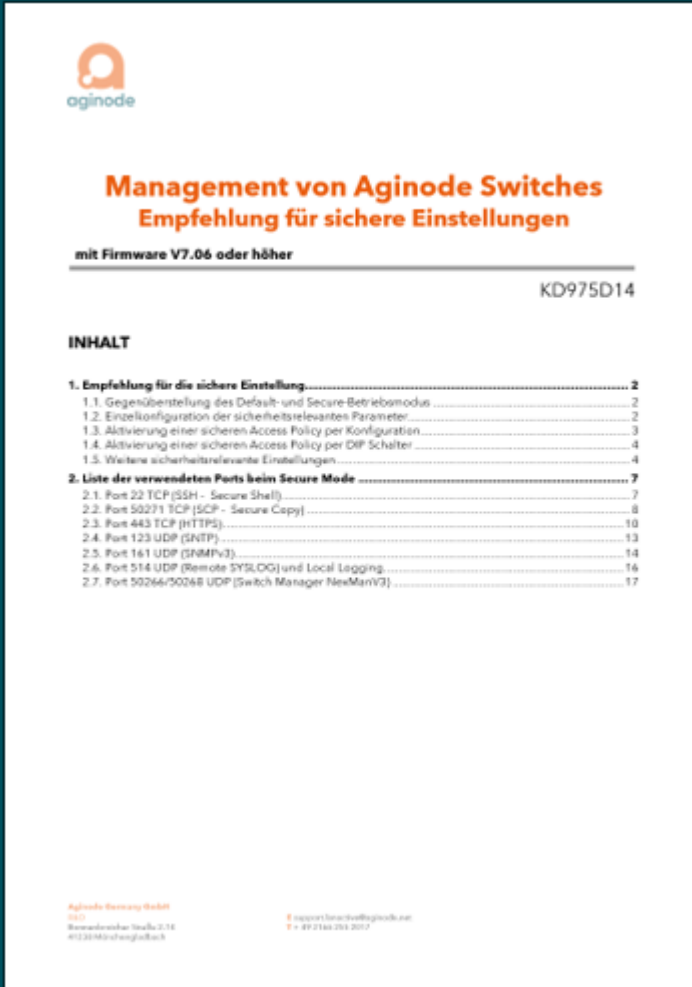 aginode
Management von Aginode Switches
Empfehlung für sichere Einstellungen
mit Firmware V7.06 oder höher
KD975D14
INHALT
1. Empfehlung für die sichere Einstellung 2
1.1. Gegenüberstellung des Default- und Secure-Betriebsmodus 2
1.2. Einzelkonfiguration der sicherheitsrelevanten Parameter 2
1.3. Aktivierung einer sicheren Access Policy per Konfiguration 3
1.4. Aktivierung einer sicheren Access Policy per DIP Schalter 4
1.5. Weitere sicherheitsrelevante Einstellungen 4
2. Liste der verwendeten Ports beim Secure Mode 7
2.1. Port 22 TCP (SSH - Secure Shell) 7
2.2. Port 50271 TCP (SCP - Secure Copy) 8
2.3. Port 443 TCP (HTTPS) 10
2.4. Port 123 UDP (SNTP) 13
2.5. Port 161 UDP (SNMPv3) 14
2.6. Port 514 UDP (Remote SYSLOG) und Local Logging 16
2.7. Port 50266/50268 UDP (Switch Manager NexManV3) 17
Aginode Germany GmbH
41238 Mönchengladbach